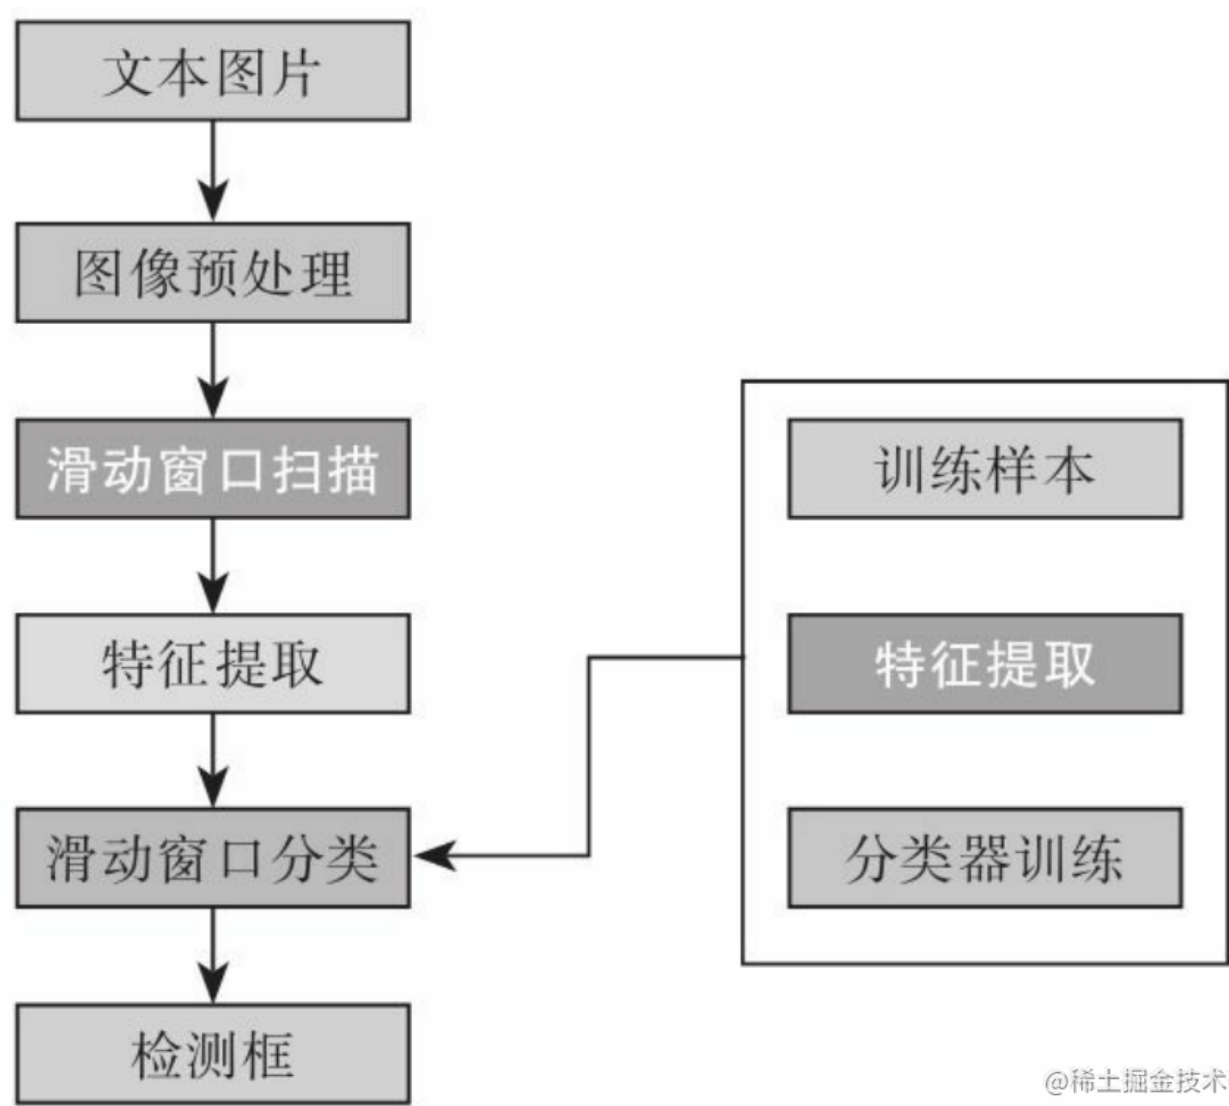 文本图片
图像预处理
滑动窗口扫描
特征提取
滑动窗口分类
检测框
训练样本
特征提取
分类器训练
@稀土掘金技术